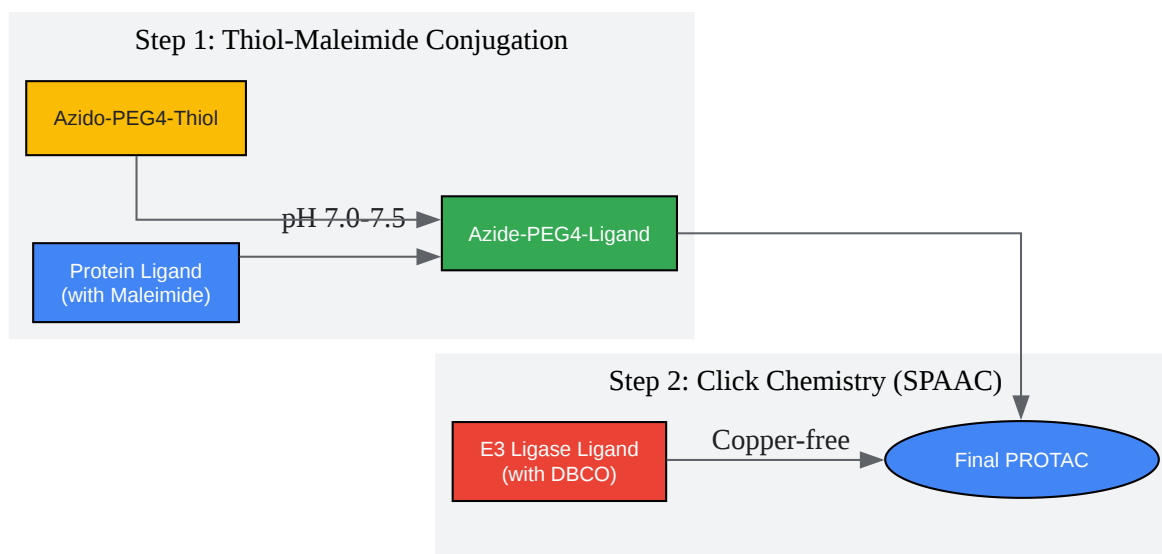 Step 1: Thiol-Maleimide Conjugation
Azido-PEG4-Thiol
pH 7.0-7.5
Azide-PEG4-Ligand
Protein Ligand
(with Maleimide)
Step 2: Click Chemistry (SPAAC)
E3 Ligase Ligand
(with DBCO)
Copper-free
Final PROTAC